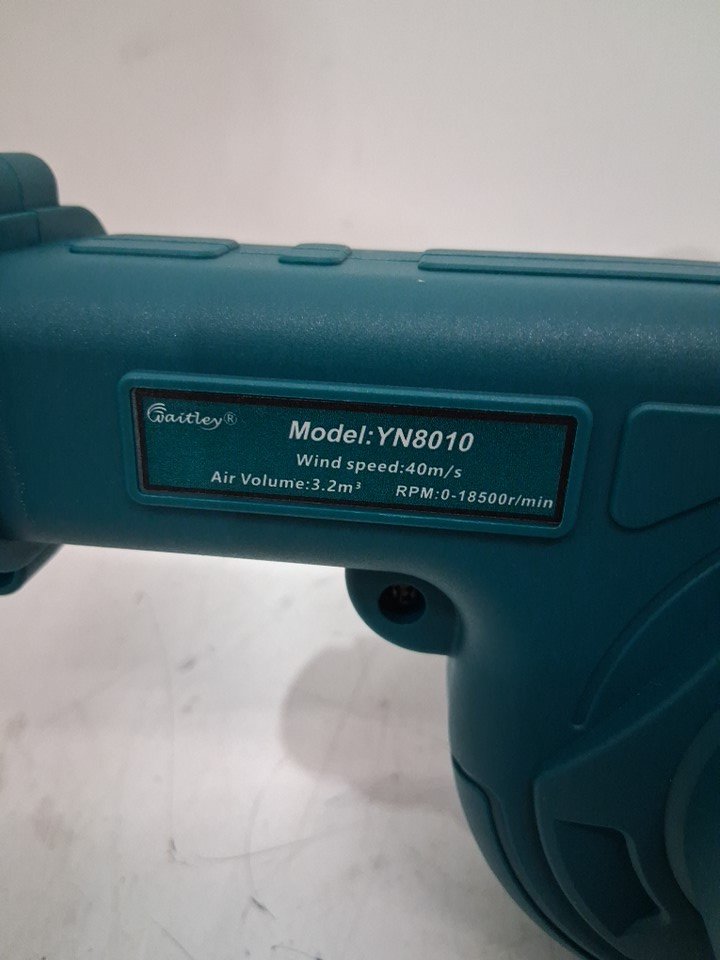 Waitley®
Model:YN8010
Wind speed:40m/s
Air Volume:3.2m³ RPM:0-18500r/min